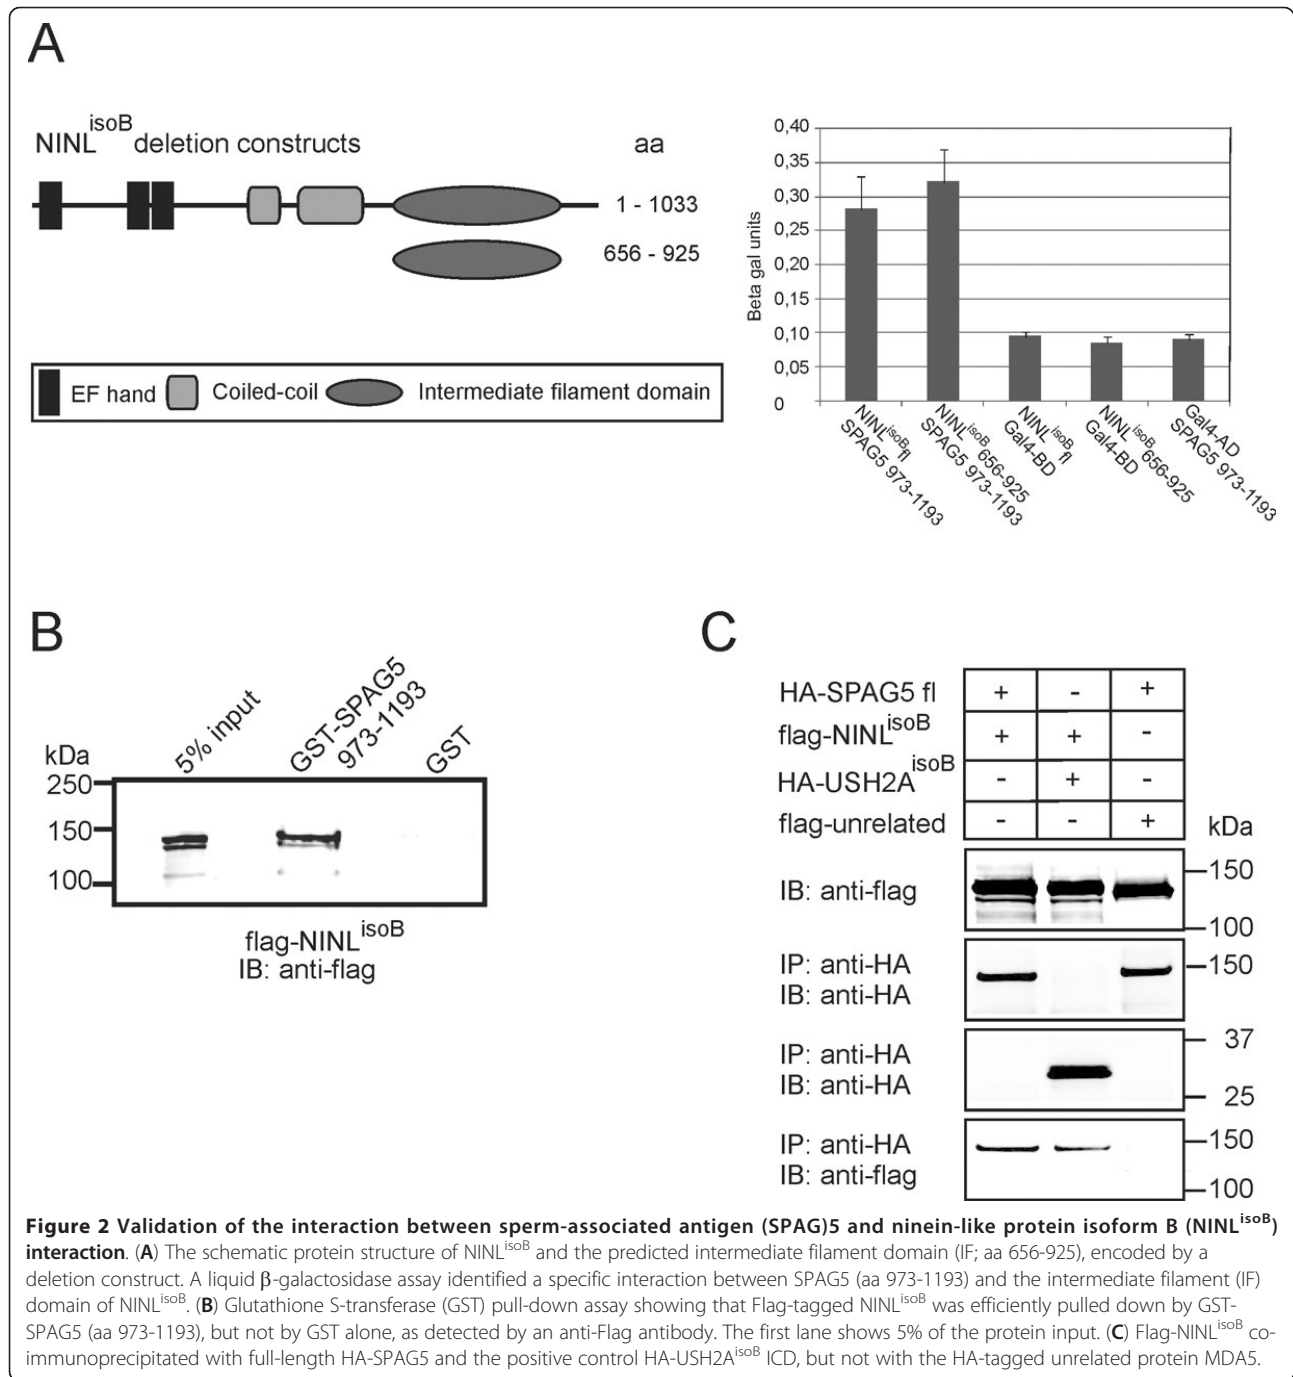 A
NINL^isoB deletion constructs
aa
1 - 1033
656 - 925
EF hand
Coiled-coil
Intermediate filament domain
Beta gal units
0,40
0,35
0,30
0,25
0,20
0,15
0,10
0,05
0
NINL^isoB fl
SPAG5 973-1193
NINL^isoB 656-925
SPAG5 973-1193
NINL^isoB fl
Gal4-BD
NINL^isoB 656-925
Gal4-BD
Gal4-AD
SPAG5 973-1193
B
kDa
5% input
GST-SPAG5
973-1193
GST
250
150
100
flag-NINL^isoB
IB: anti-flag
C
HA-SPAG5 fl + - +
flag-NINL^isoB + + -
HA-USH2A^isoB - + -
flag-unrelated - - +
kDa
IB: anti-flag
150
100
IP: anti-HA
IB: anti-HA
150
IP: anti-HA
IB: anti-HA
37
25
IP: anti-HA
IB: anti-flag
150
100
Figure 2 Validation of the interaction between sperm-associated antigen (SPAG)5 and ninein-like protein isoform B (NINL^isoB)
interaction. (A) The schematic protein structure of NINL^isoB and the predicted intermediate filament domain (IF; aa 656-925), encoded by a
deletion construct. A liquid β-galactosidase assay identified a specific interaction between SPAG5 (aa 973-1193) and the intermediate filament (IF)
domain of NINL^isoB. (B) Glutathione S-transferase (GST) pull-down assay showing that Flag-tagged NINL^isoB was efficiently pulled down by GST-
SPAG5 (aa 973-1193), but not by GST alone, as detected by an anti-Flag antibody. The first lane shows 5% of the protein input. (C) Flag-NINL^isoB co-
immunoprecipitated with full-length HA-SPAG5 and the positive control HA-USH2A^isoB ICD, but not with the HA-tagged unrelated protein MDA5.